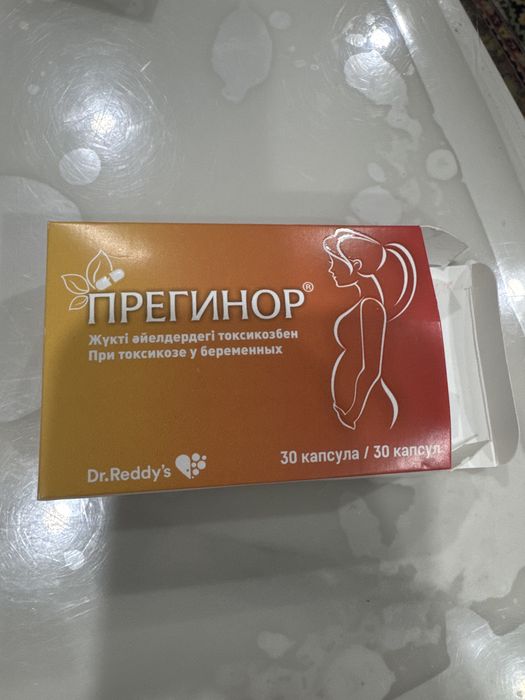 ПРЕГИНОР®
Жүкті әйелдердегі токсикозбен
При токсикозе у беременных
30 капсула / 30 капсул
Dr.Reddy's